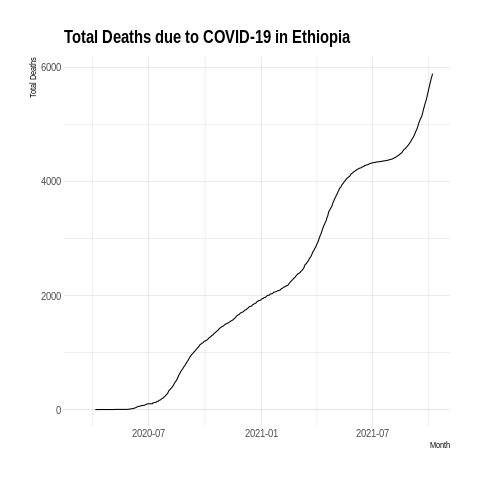 Total Deaths due to COVID-19 in Ethiopia
Total Deaths
6000
4000
2000
0
2020-07 2021-01 2021-07
Month